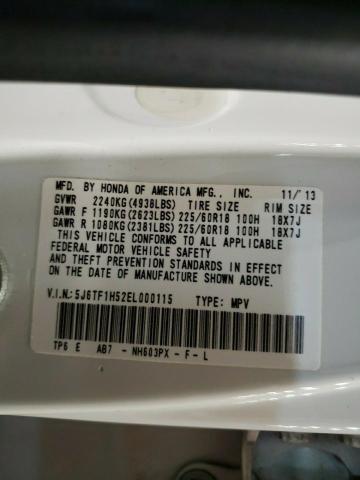 MFD. BY HONDA OF AMERICA MFG., INC. 11/'13
GVWR 2240KG(4938LBS) TIRE SIZE RIM SIZE
GAWR F 1190KG(2623LBS) 225/60R18 100H 18X7J
GAWR R 1080KG(2381LBS) 225/60R18 100H 18X7J
THIS VEHICLE CONFORMS TO ALL APPLICABLE
FEDERAL MOTOR VEHICLE SAFETY
AND THEFT PREVENTION STANDARDS IN EFFECT ON
THE DATE OF MANUFACTURE SHOWN ABOVE.
V.I.N.:5J6TF1H52EL000115 TYPE: MPV
TP6 E AB7 - NH603PX - F - L